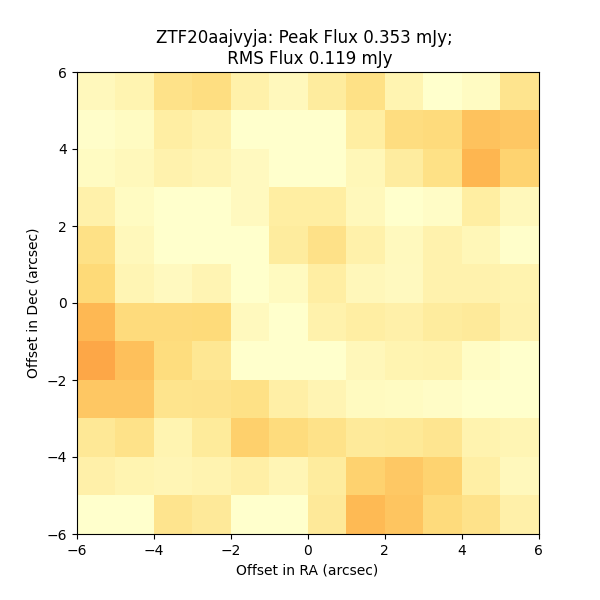 ZTF20aajvyja: Peak Flux 0.353 mJy;
RMS Flux 0.119 mJy
6
4
2
0
−2
−4
−6
Offset in Dec (arcsec)
−6 −4 −2 0 2 4 6
Offset in RA (arcsec)